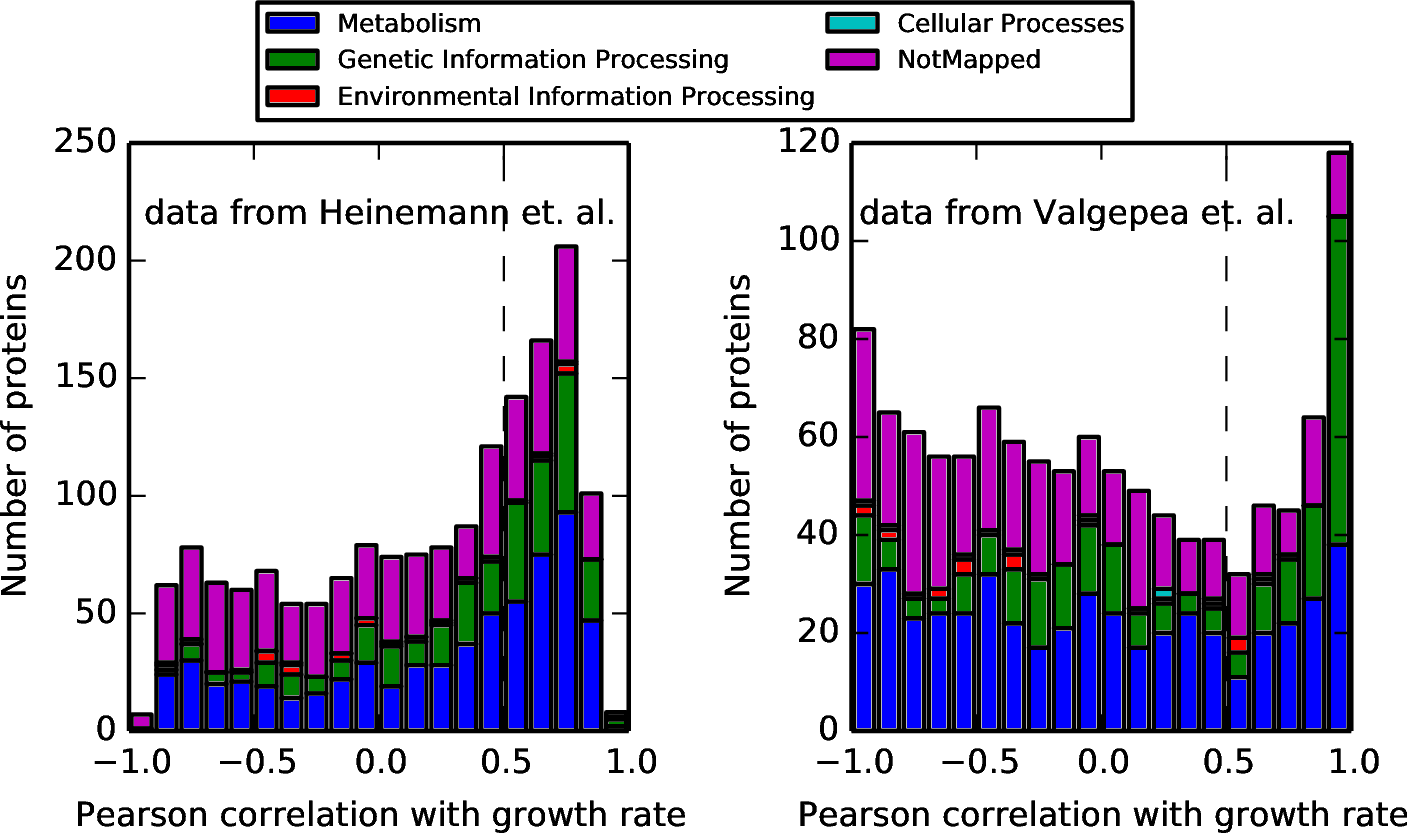 Metabolism
Genetic Information Processing
Environmental Information Processing
Cellular Processes
NotMapped
250
200
150
100
50
0
data from Heinemann et. al.
−1.0 −0.5 0.0 0.5 1.0
Number of proteins
Pearson correlation with growth rate
120
100
80
60
40
20
0
data from Valgepea et. al.
−1.0 −0.5 0.0 0.5 1.0
Number of proteins
Pearson correlation with growth rate